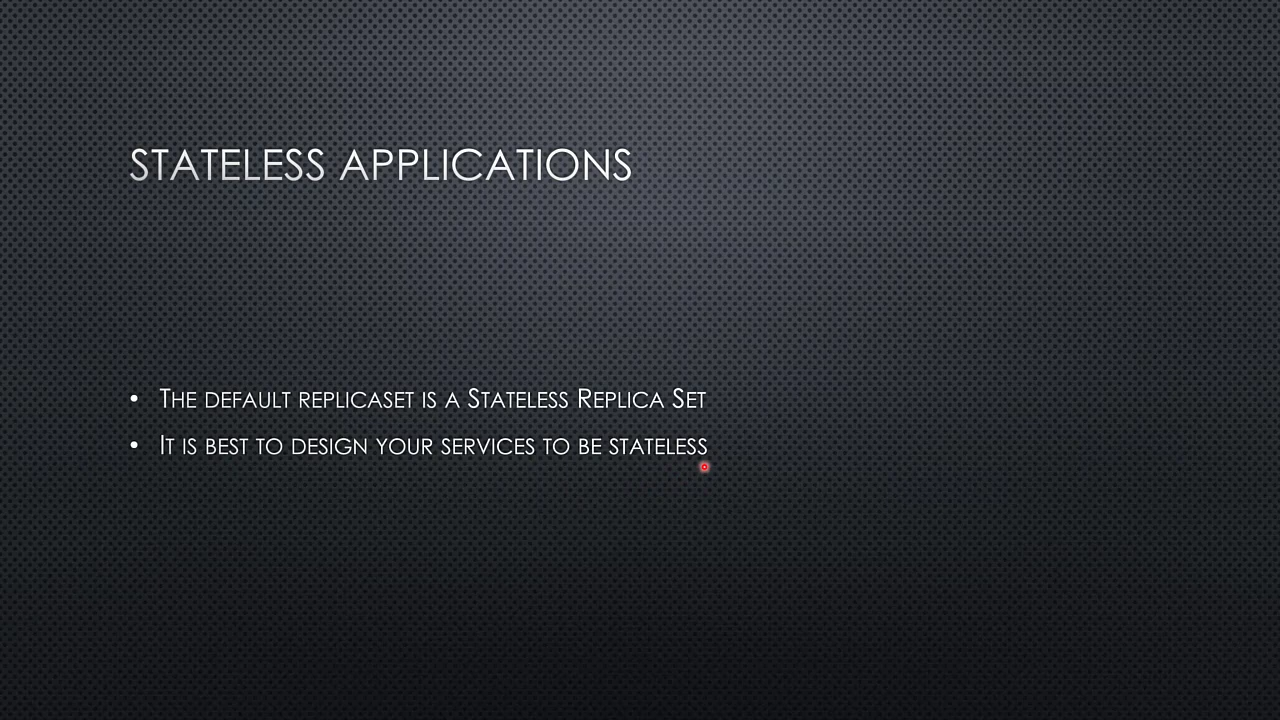 STATELESS APPLICATIONS
• THE DEFAULT REPLICASET IS A STATELESS REPLICA SET
• IT IS BEST TO DESIGN YOUR SERVICES TO BE STATELESS